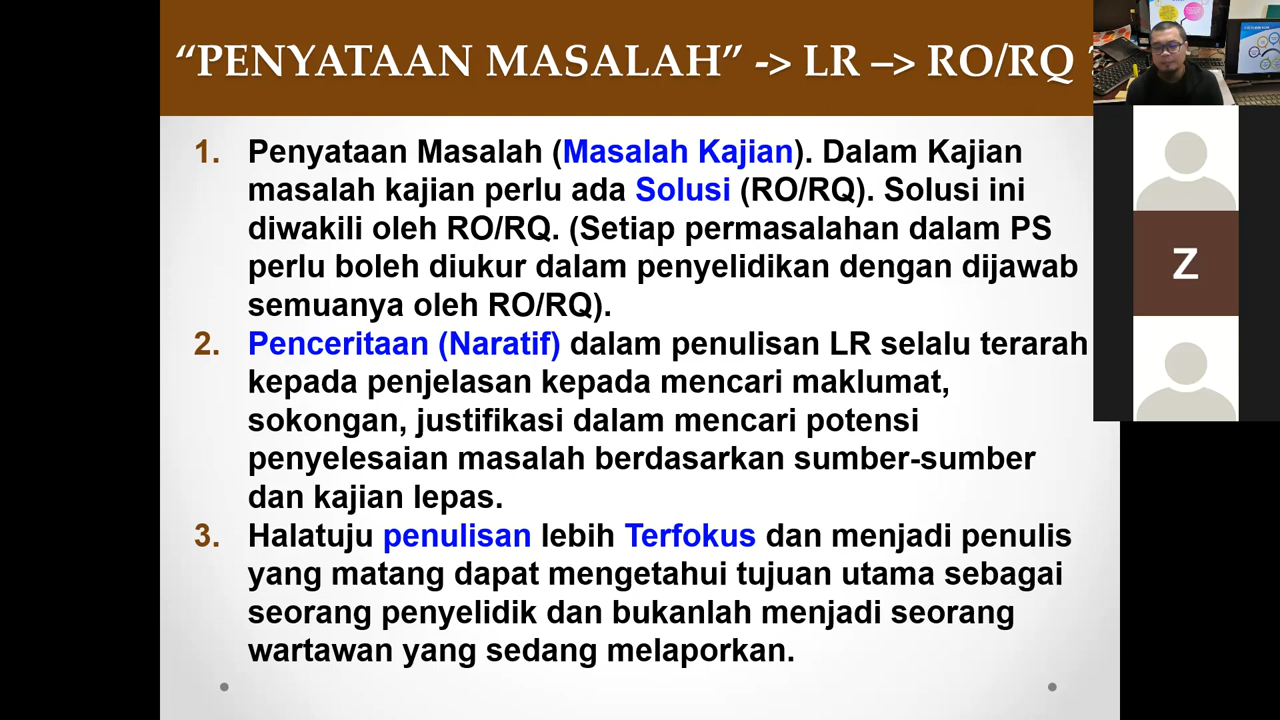 “PENYATAAN MASALAH” -> LR –> RO/RQ ?
1. Penyataan Masalah (Masalah Kajian). Dalam Kajian
masalah kajian perlu ada Solusi (RO/RQ). Solusi ini
diwakili oleh RO/RQ. (Setiap permasalahan dalam PS
perlu boleh diukur dalam penyelidikan dengan dijawab
semuanya oleh RO/RQ).
2. Penceritaan (Naratif) dalam penulisan LR selalu terarah
kepada penjelasan kepada mencari maklumat,
sokongan, justifikasi dalam mencari potensi
penyelesaian masalah berdasarkan sumber-sumber
dan kajian lepas.
3. Halatuju penulisan lebih Terfokus dan menjadi penulis
yang matang dapat mengetahui tujuan utama sebagai
seorang penyelidik dan bukanlah menjadi seorang
wartawan yang sedang melaporkan.
Z